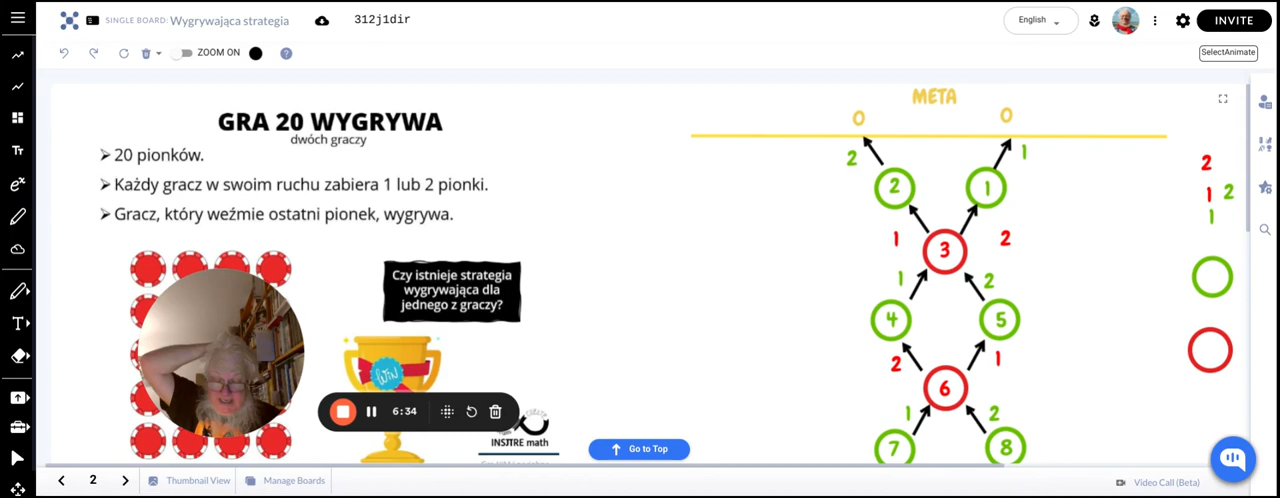 SINGLE BOARD: Wygrywająca strategia
312j1dir
English
INVITE
ZOOM ON
SelectAnimate
GRA 20 WYGRYWA
dwóch graczy
➢ 20 pionków.
➢ Każdy gracz w swoim ruchu zabiera 1 lub 2 pionki.
➢ Gracz, który weźmie ostatni pionek, wygrywa.
Czy istnieje strategia
wygrywająca dla
jednego z graczy?
WIN
6:34
INSTIRE math
META
0 0
2 1
2 1
1 3 2
1 2
4 5
2 1
6
1 2
7 8
2
1 2
1
Go to Top
2
Thumbnail View
Manage Boards
Video Call (Beta)